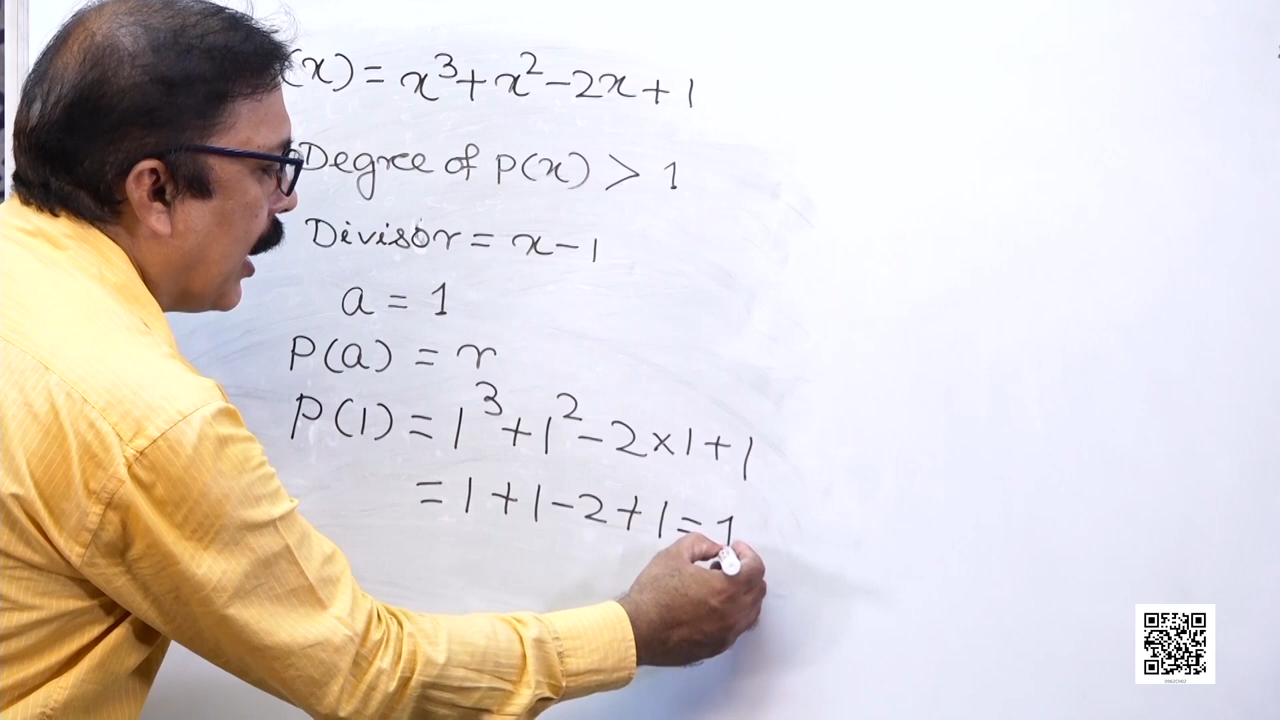 (x) = x³ + x² - 2x + 1
Degree of P(x) > 1
Divisor = x - 1
a = 1
P(a) = r
P(1) = 1³ + 1² - 2 × 1 + 1
= 1 + 1 - 2 + 1 = 1
0962CH02